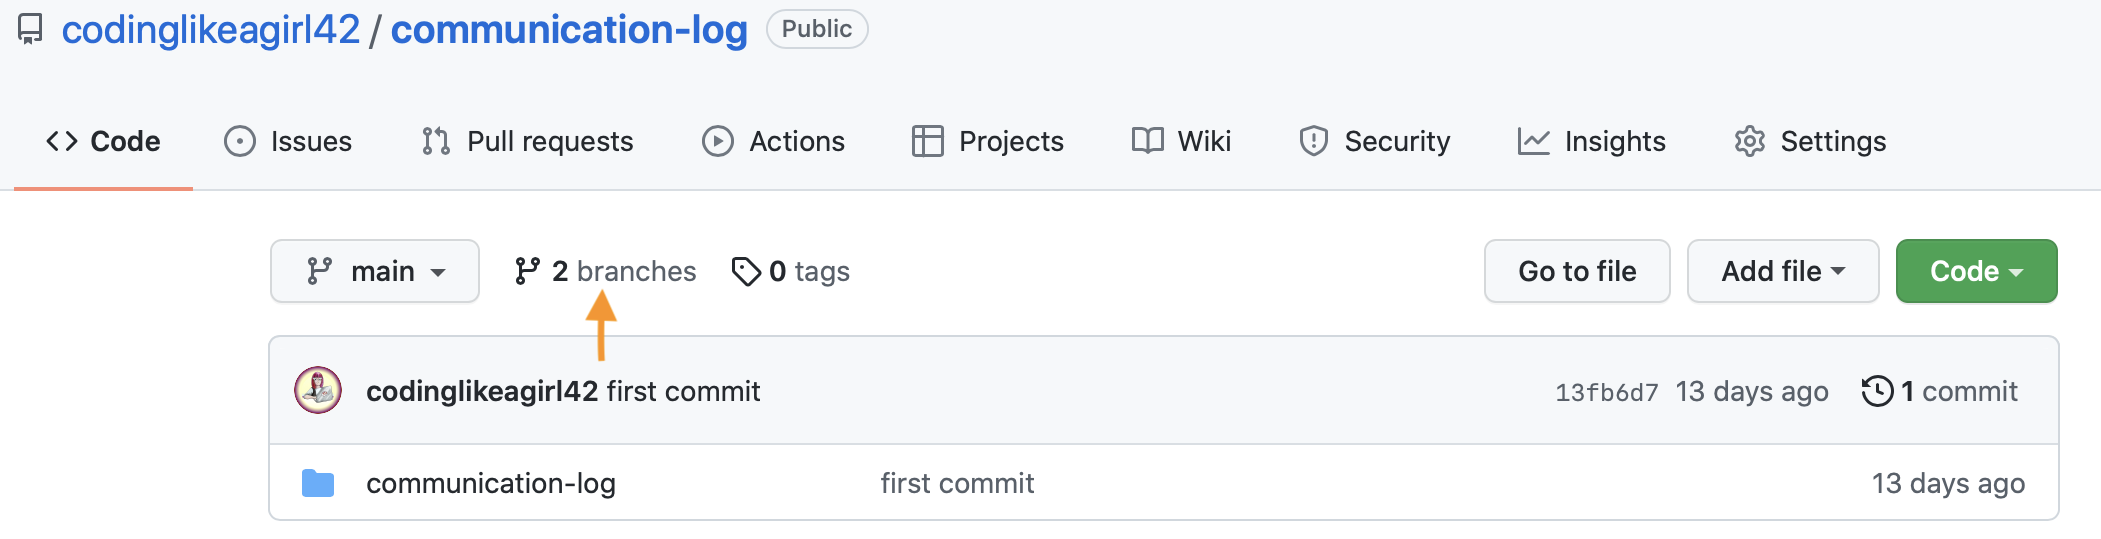 codinglikeagirl42 / communication-log Public
Code Issues Pull requests Actions Projects Wiki Security Insights Settings
main 2 branches 0 tags Go to file Add file Code
codinglikeagirl42 first commit 13fb6d7 13 days ago 1 commit
communication-log first commit 13 days ago